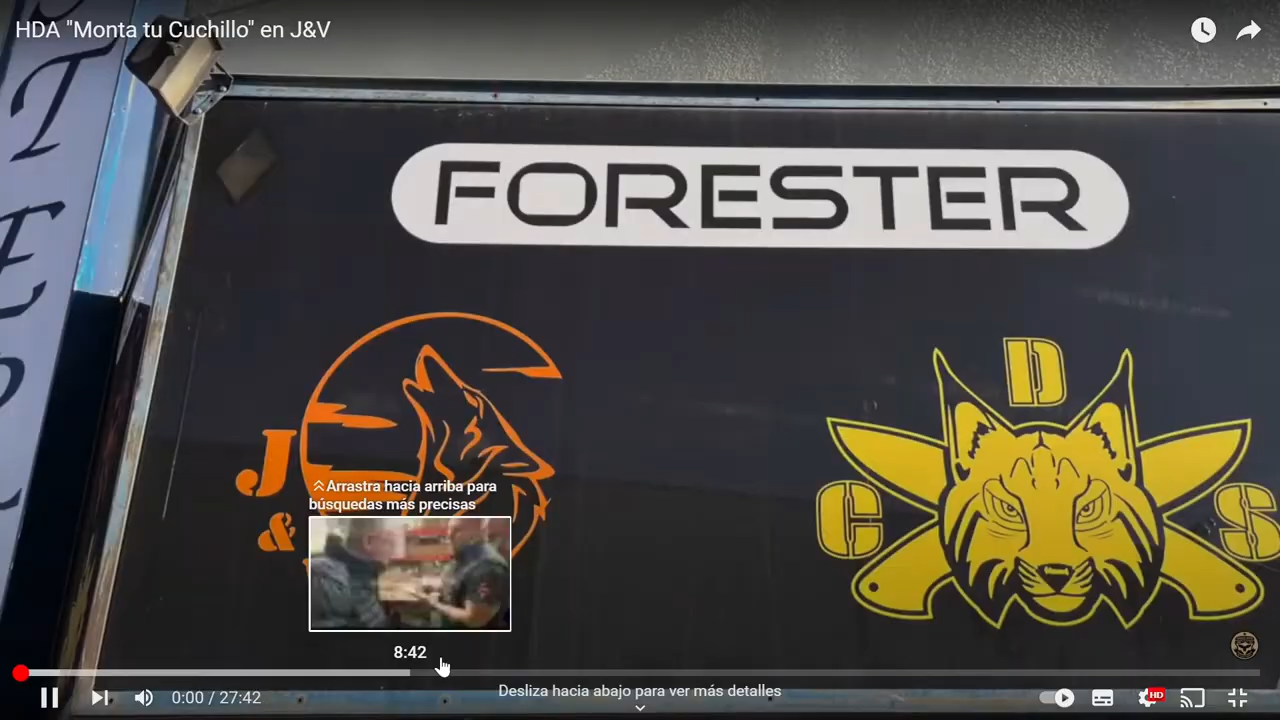 HDA "Monta tu Cuchillo" en J&V
FORESTER
J
&
D
C S
Arrastra hacia arriba para
búsquedas más precisas
8:42
0:00 / 27:42
HD
Desliza hacia abajo para ver más detalles